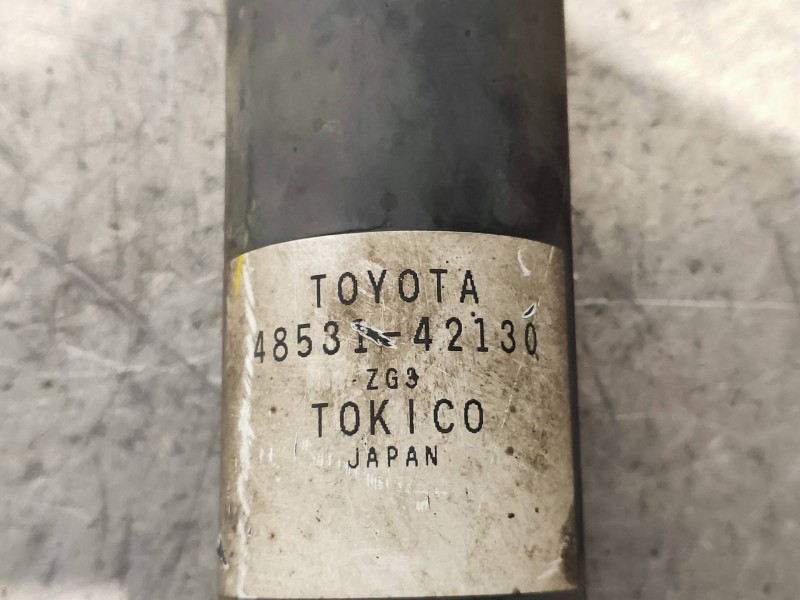 TOYOTA
48531-42130
ZG3
TOKICO
JAPAN